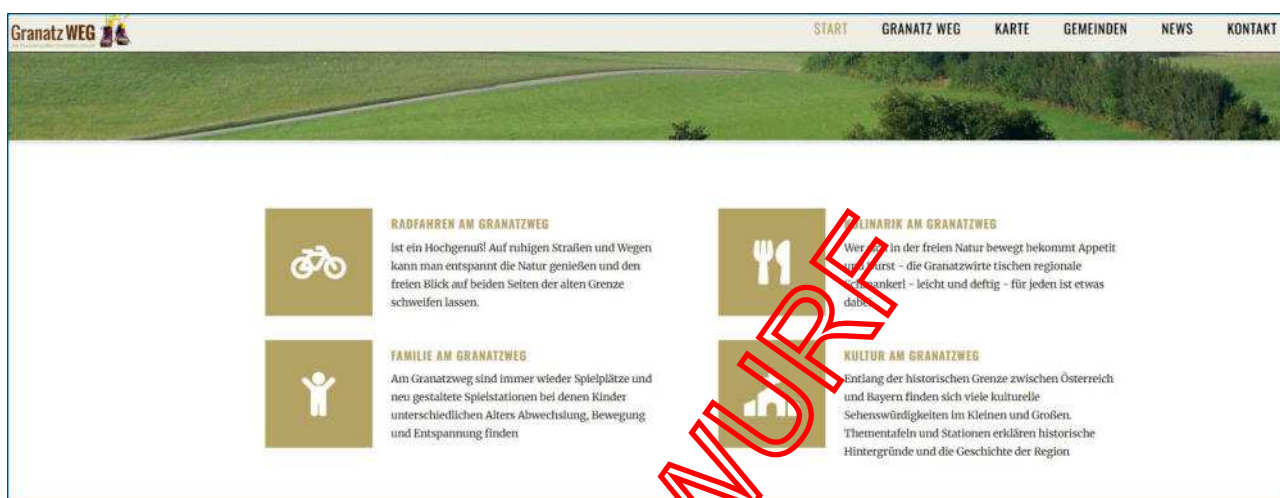 Granatz WEG
START GRANATZ WEG KARTE GEMEINDEN NEWS KONTAKT
RADFAHREN AM GRANATZWEG
ist ein Hochgenuß! Auf ruhigen Straßen und Wegen
kann man entspannt die Natur genießen und den
freien Blick auf beiden Seiten der alten Grenze
schweifen lassen.
KULINARIK AM GRANATZWEG
Wer sich in der freien Natur bewegt bekommt Appetit
und Durst - die Granatzwirte tischen regionale
Schmankerl - leicht und deftig - für jeden ist etwas
dabei
FAMILIE AM GRANATZWEG
Am Granatzweg sind immer wieder Spielplätze und
neu gestaltete Spielstationen bei denen Kinder
unterschiedlichen Alters Abwechslung, Bewegung
und Entspannung finden
KULTUR AM GRANATZWEG
Entlang der historischen Grenze zwischen Österreich
und Bayern finden sich viele kulturelle
Sehenswürdigkeiten im Kleinen und Großen.
Thementafeln und Stationen erklären historische
Hintergründe und die Geschichte der Region
WURF